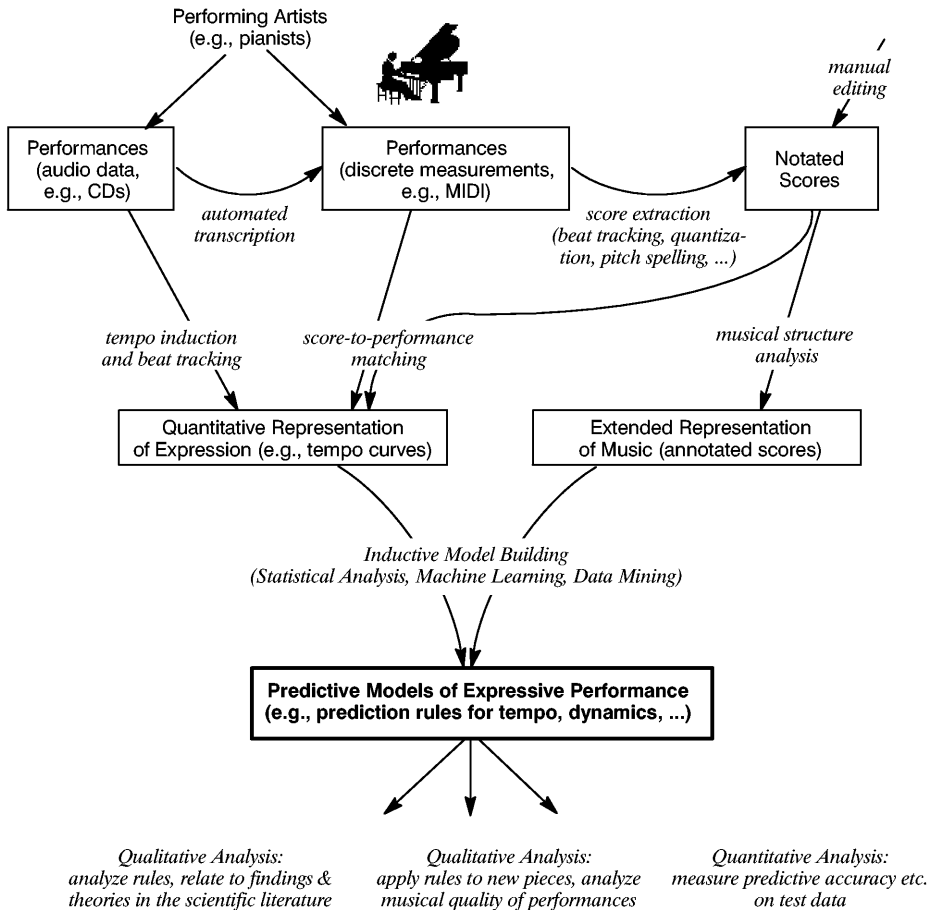 Performing Artists
(e.g., pianists)
manual
editing
Performances
(audio data,
e.g., CDs)
Performances
(discrete measurements,
e.g., MIDI)
Notated
Scores
automated
transcription
score extraction
(beat tracking, quantiza-
tion, pitch spelling, ...)
tempo induction
and beat tracking
score-to-performance
matching
musical structure
analysis
Quantitative Representation
of Expression (e.g., tempo curves)
Extended Representation
of Music (annotated scores)
Inductive Model Building
(Statistical Analysis, Machine Learning, Data Mining)
Predictive Models of Expressive Performance
(e.g., prediction rules for tempo, dynamics, ...)
Qualitative Analysis:
analyze rules, relate to findings &
theories in the scientific literature
Qualitative Analysis:
apply rules to new pieces, analyze
musical quality of performances
Quantitative Analysis:
measure predictive accuracy etc.
on test data